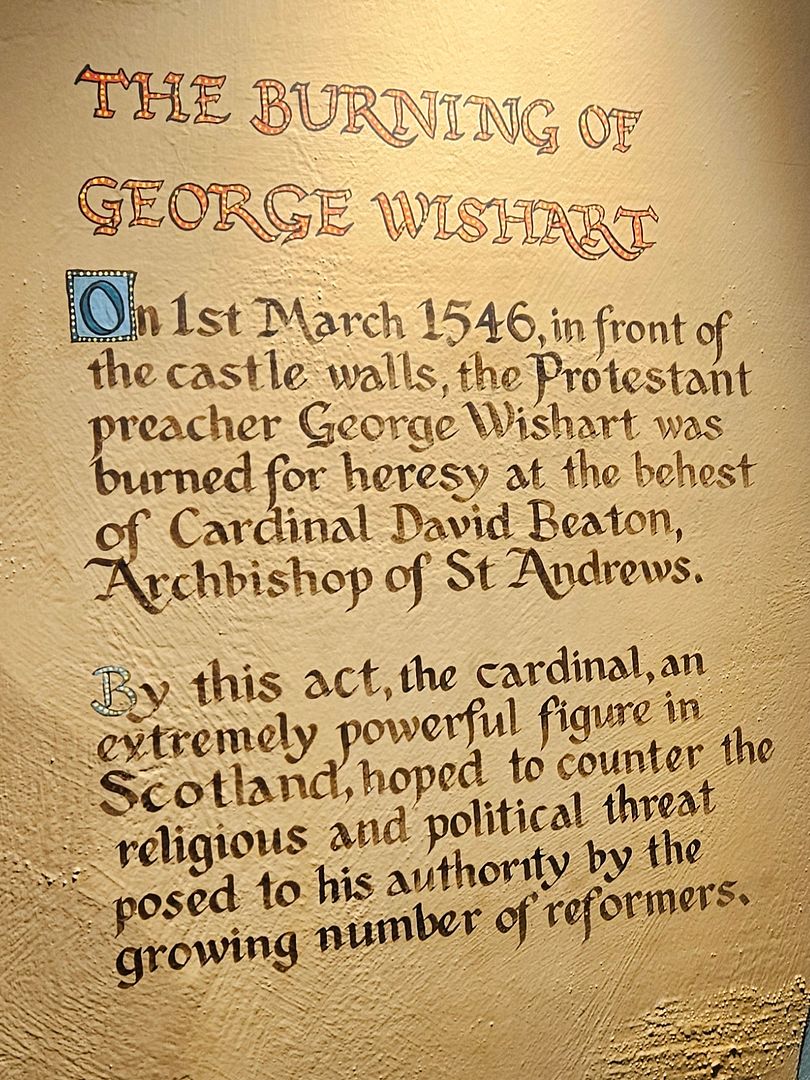 THE BURNING OF
GEORGE WISHART
On 1st March 1546, in front of
the castle walls, the Protestant
preacher George Wishart was
burned for heresy at the behest
of Cardinal David Beaton,
Archbishop of St Andrews.
By this act, the cardinal, an
extremely powerful figure in
Scotland, hoped to counter the
religious and political threat
posed to his authority by the
growing number of reformers.